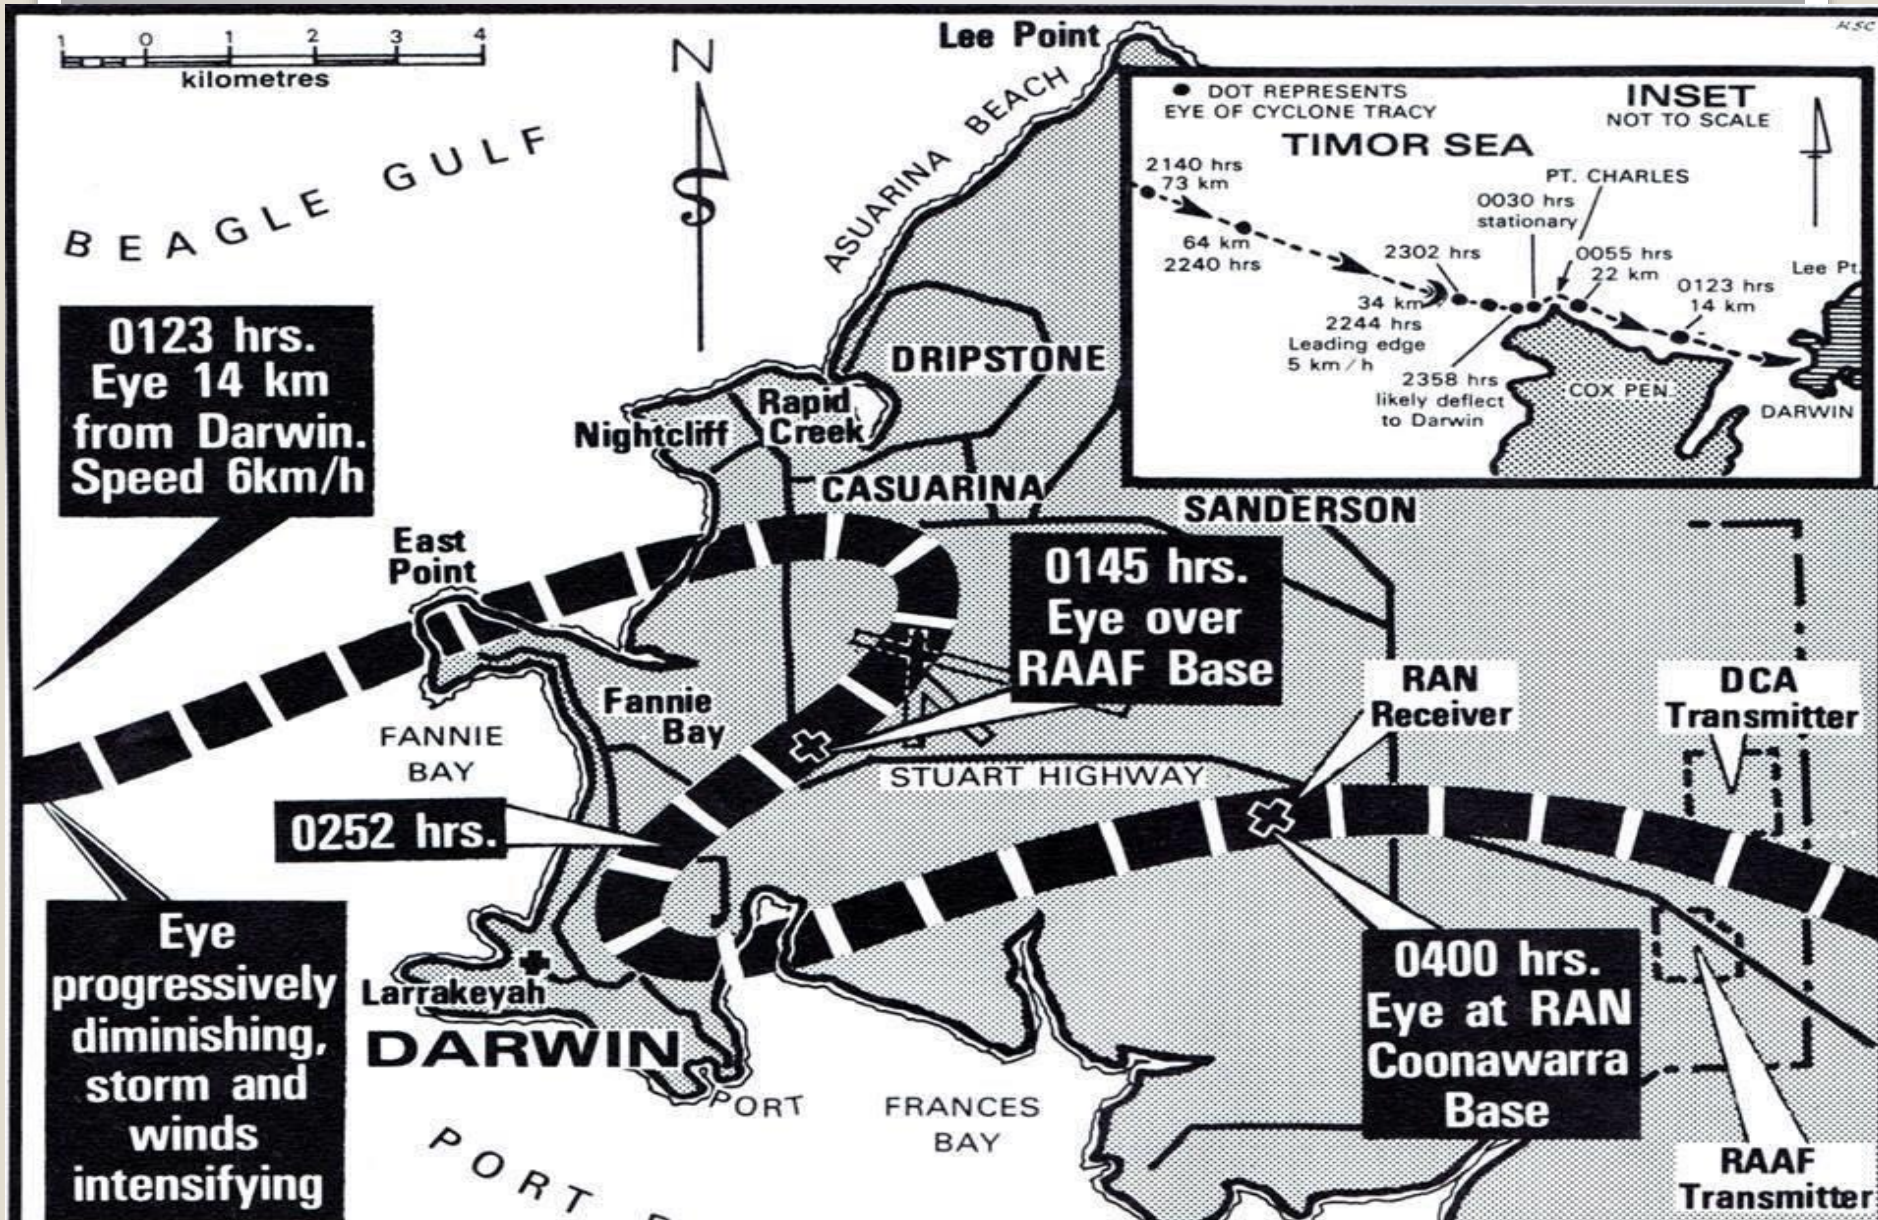 1 0 1 2 3 4
kilometres
N
S
BEAGLE GULF
Lee Point
ASUARINA BEACH
DOT REPRESENTS
EYE OF CYCLONE TRACY
INSET
NOT TO SCALE
TIMOR SEA
2140 hrs
73 km
64 km
2240 hrs
PT. CHARLES
0030 hrs
stationary
2302 hrs
0055 hrs
22 km
0123 hrs
14 km
Lee Pt.
34 km
2244 hrs
Leading edge
5 km/h
2358 hrs
likely deflect
to Darwin
COX PEN.
DARWIN
0123 hrs.
Eye 14 km
from Darwin.
Speed 6km/h
DRIPSTONE
Rapid
Creek
Nightcliff
CASUARINA
SANDERSON
East
Point
0145 hrs.
Eye over
RAAF Base
RAN
Receiver
DCA
Transmitter
Fannie
Bay
FANNIE
BAY
STUART HIGHWAY
0252 hrs.
Eye
progressively
diminishing,
storm and
winds
intensifying
Larrakeyah
DARWIN
0400 hrs.
Eye at RAN
Coonawarra
Base
PORT
FRANCES
BAY
PORT
RAAF
Transmitter